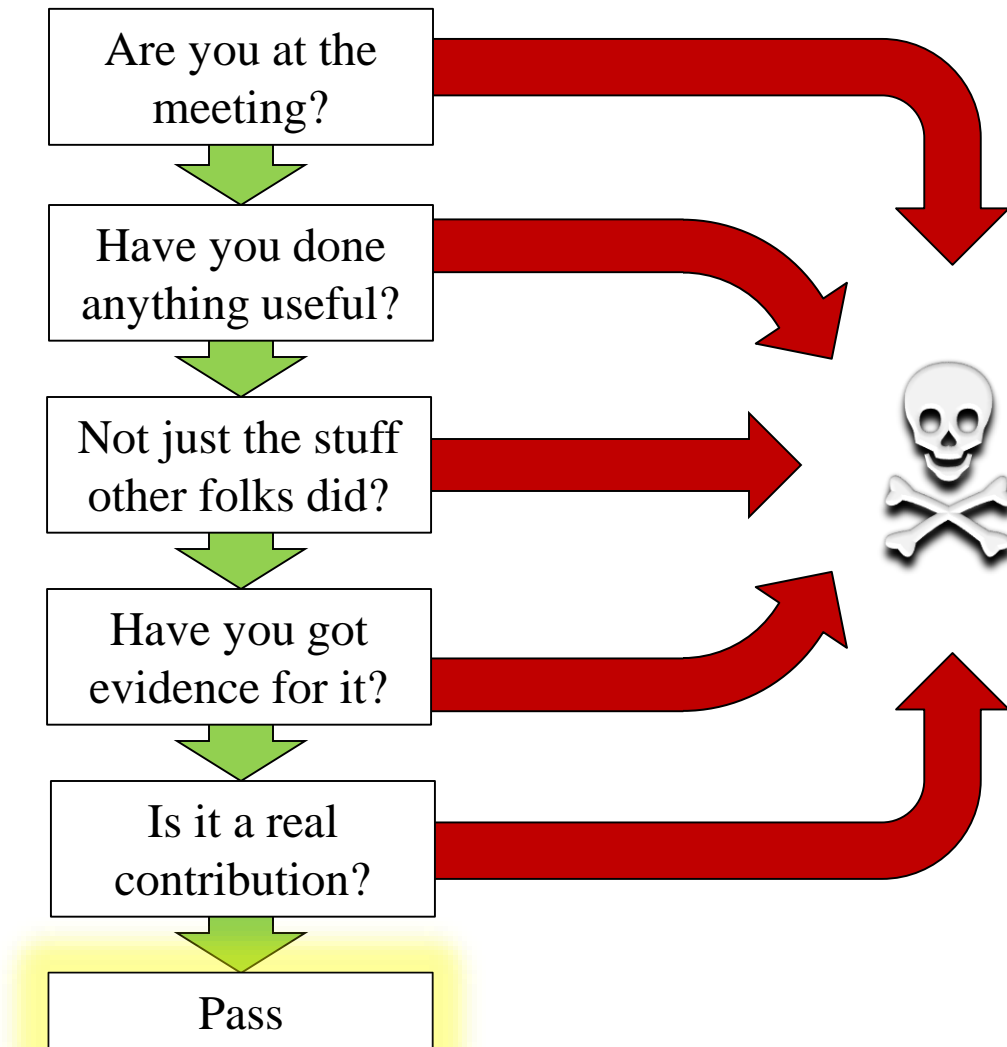 Are you at the
meeting?
Have you done
anything useful?
Not just the stuff
other folks did?
Have you got
evidence for it?
Is it a real
contribution?
Pass